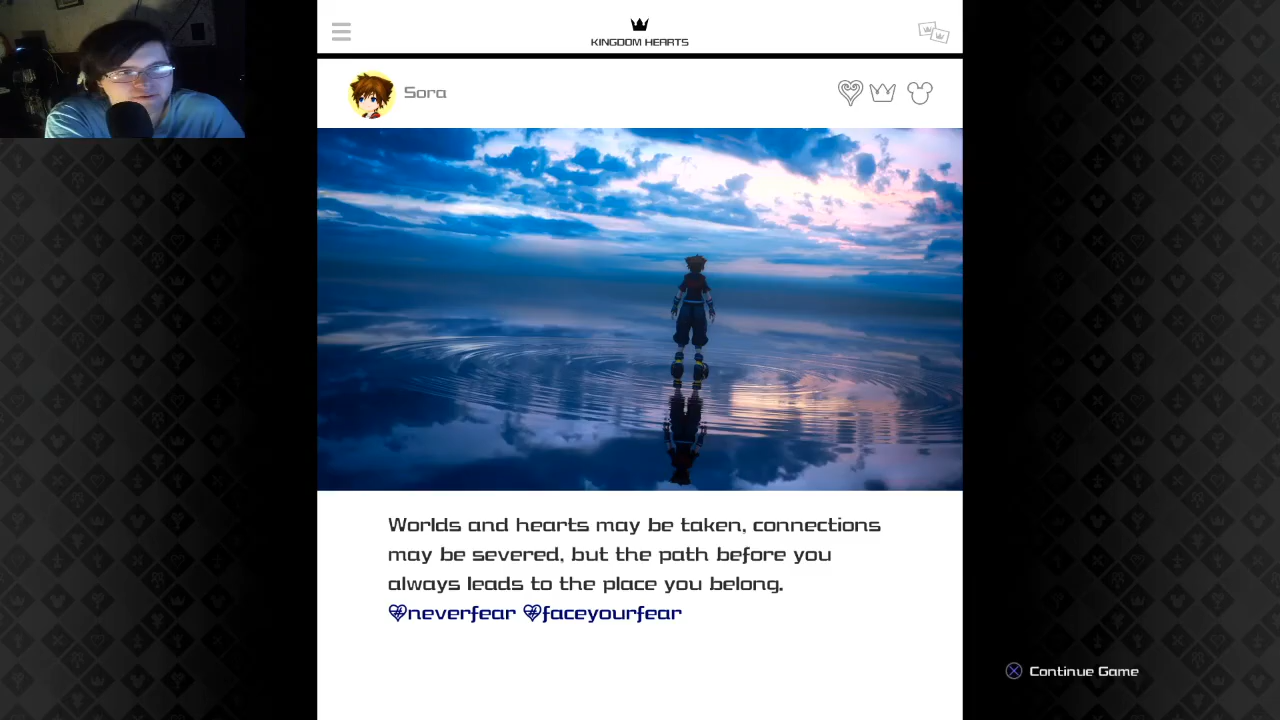 KINGDOM HEARTS
Sora
Worlds and hearts may be taken, connections
may be severed, but the path before you
always leads to the place you belong.
neverfear faceyourfear
Continue Game